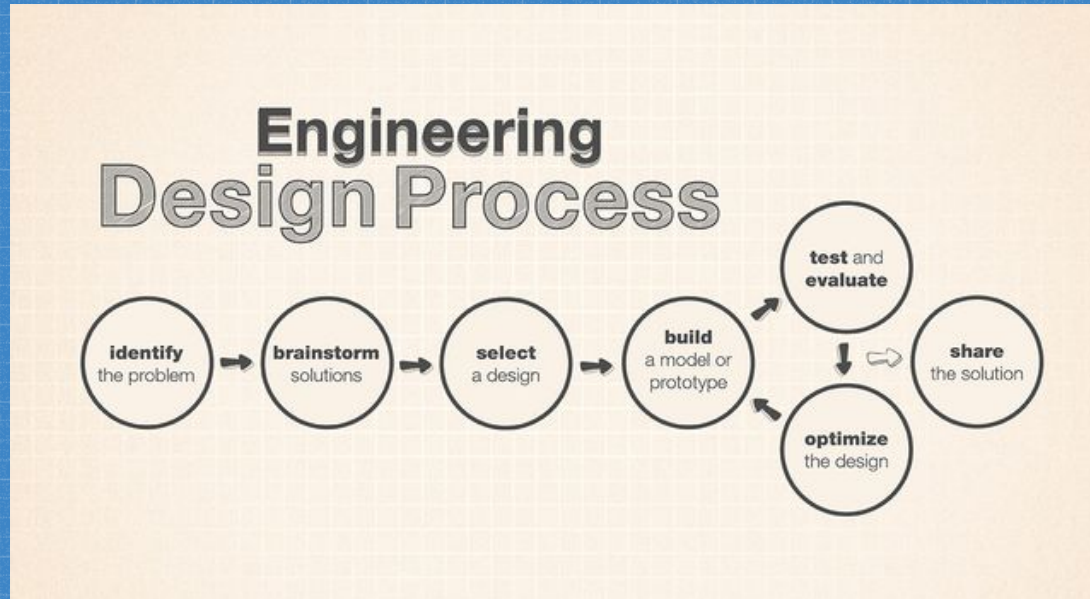 Engineering
Design Process
identify
the problem
brainstorm
solutions
select
a design
build
a model or
prototype
test and
evaluate
optimize
the design
share
the solution